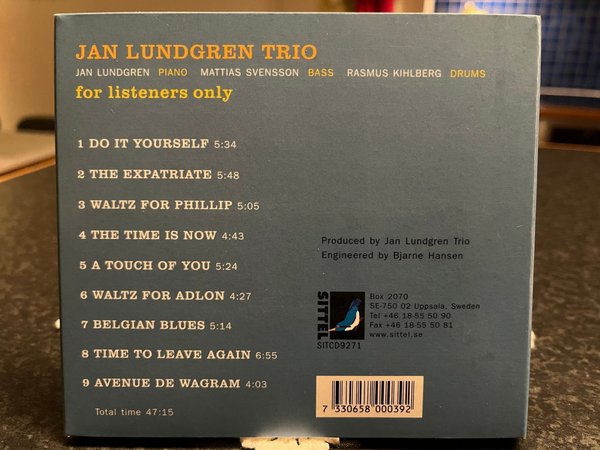 JAN LUNDGREN TRIO
JAN LUNDGREN PIANO MATTIAS SVENSSON BASS RASMUS KIHLBERG DRUMS
for listeners only
1 DO IT YOURSELF 5:34
2 THE EXPATRIATE 5:48
3 WALTZ FOR PHILLIP 5:05
4 THE TIME IS NOW 4:43
5 A TOUCH OF YOU 5:24
6 WALTZ FOR ADLON 4:27
7 BELGIAN BLUES 5:14
8 TIME TO LEAVE AGAIN 6:55
9 AVENUE DE WAGRAM 4:03
Total time 47:15
Produced by Jan Lundgren Trio
Engineered by Bjarne Hansen
SITTEL
SITCD9271
Box 2070
SE-750 02 Uppsala, Sweden
Tel +46 18-55 50 90
Fax +46 18-55 50 81
www.sittel.se
7 330658 000392